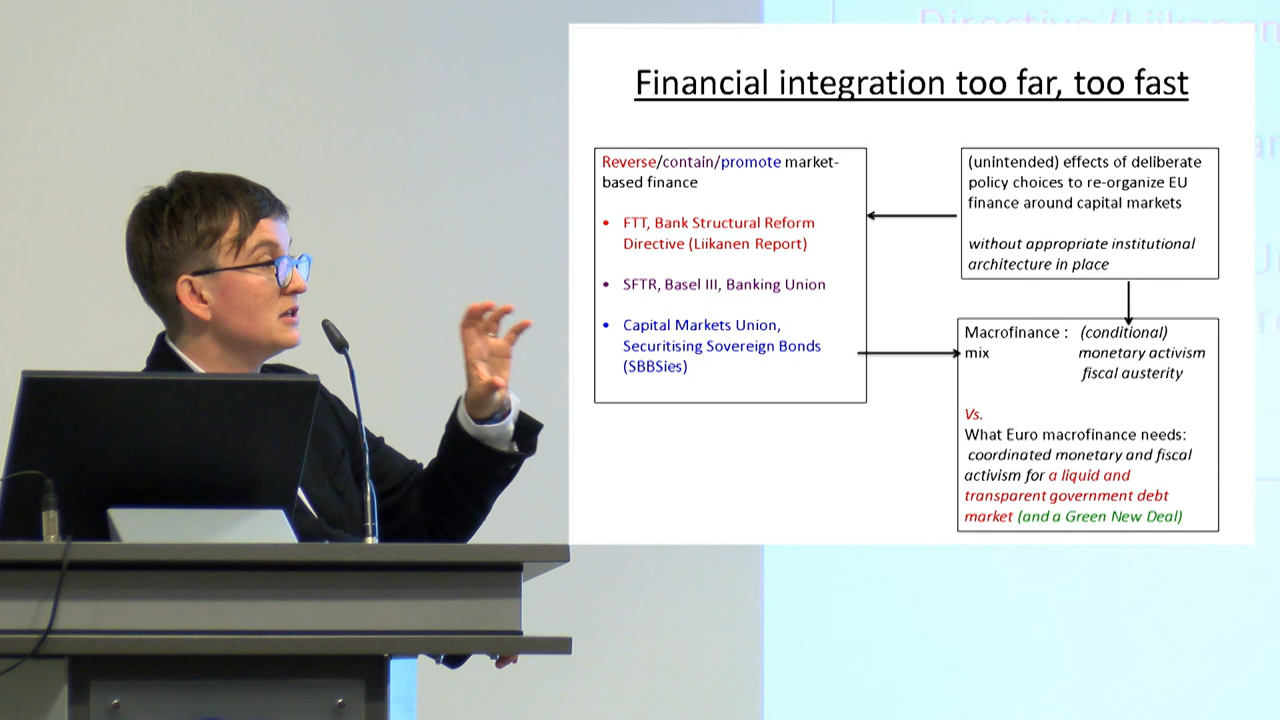 Financial integration too far, too fast
Reverse/contain/promote market-
based finance
• FTT, Bank Structural Reform
Directive (Liikanen Report)
• SFTR, Basel III, Banking Union
• Capital Markets Union,
Securitising Sovereign Bonds
(SBBSies)
(unintended) effects of deliberate
policy choices to re-organize EU
finance around capital markets
without appropriate institutional
architecture in place
Macrofinance : (conditional)
mix monetary activism
fiscal austerity
Vs.
What Euro macrofinance needs:
coordinated monetary and fiscal
activism for a liquid and
transparent government debt
market (and a Green New Deal)
Directive (Liikanen